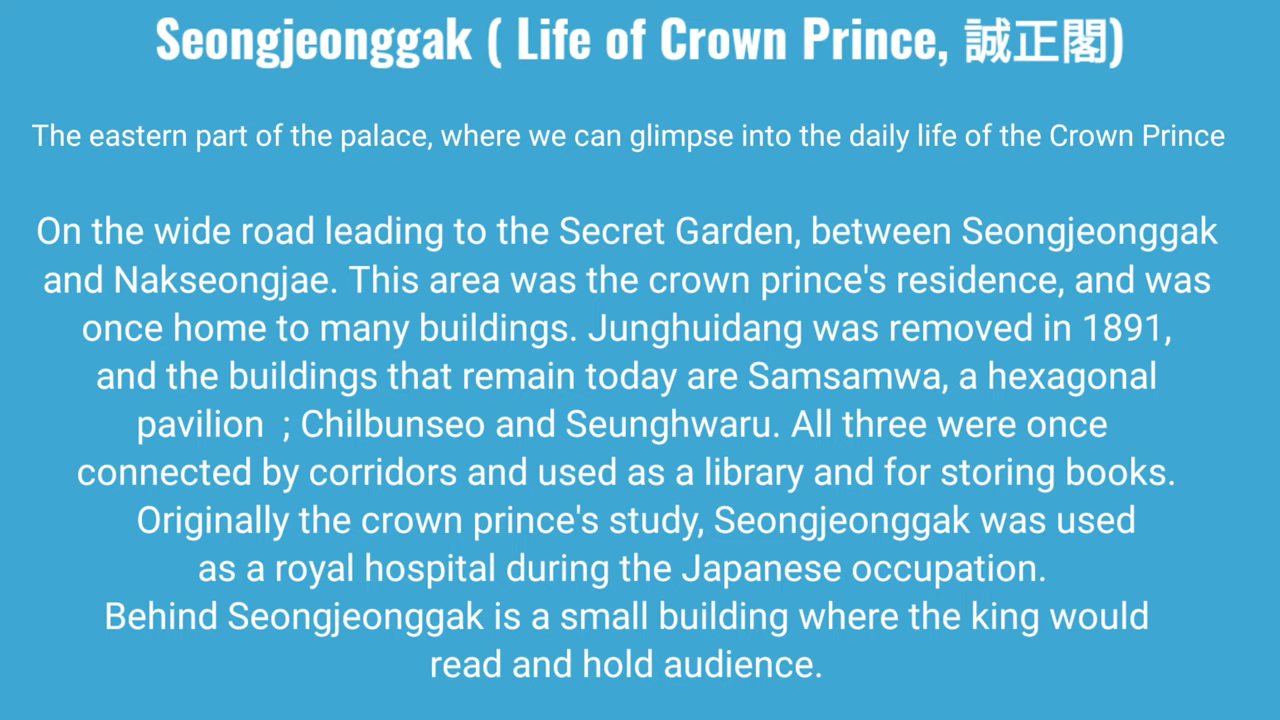 Seongjeonggak ( Life of Crown Prince, 誠正閣)
The eastern part of the palace, where we can glimpse into the daily life of the Crown Prince
On the wide road leading to the Secret Garden, between Seongjeonggak
and Nakseongjae. This area was the crown prince's residence, and was
once home to many buildings. Junghuidang was removed in 1891,
and the buildings that remain today are Samsamwa, a hexagonal
pavilion  ; Chilbunseo and Seunghwaru. All three were once
connected by corridors and used as a library and for storing books.
Originally the crown prince's study, Seongjeonggak was used
as a royal hospital during the Japanese occupation.
Behind Seongjeonggak is a small building where the king would
read and hold audience.